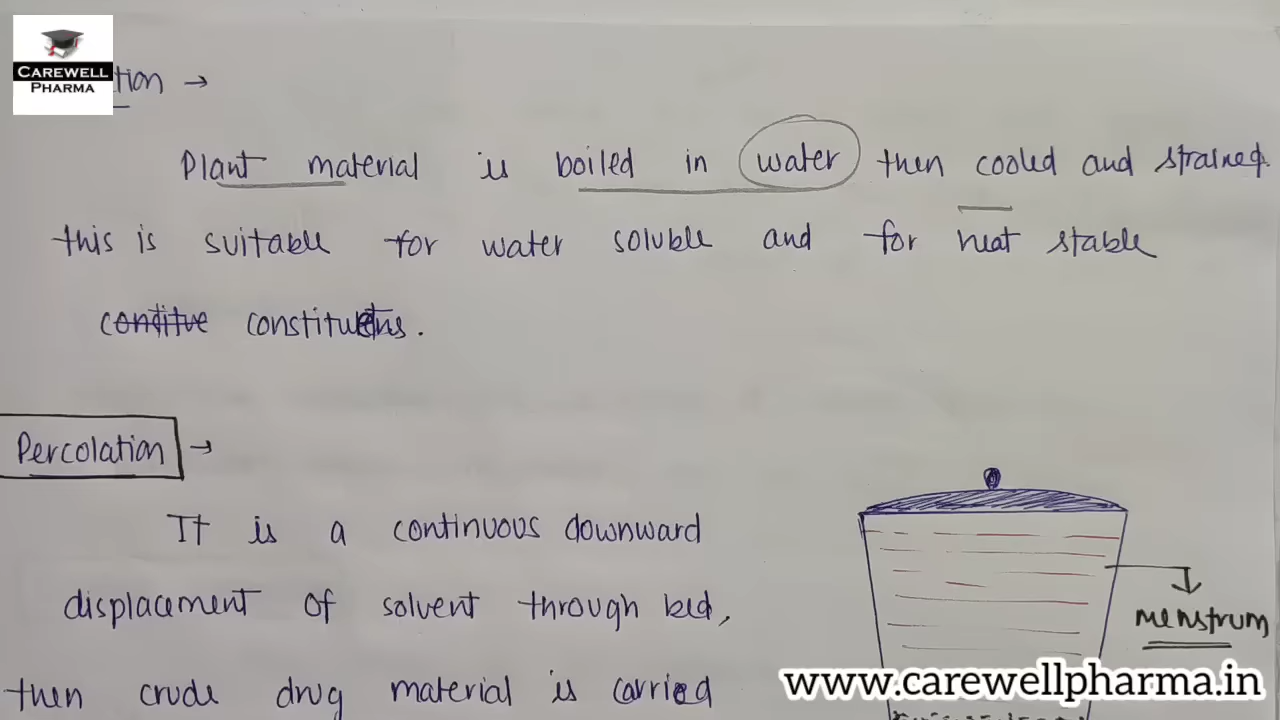 CAREWELL
PHARMA
tion →
Plant material is boiled in water then cooled and strained
this is suitable for water soluble and for heat stable
constituents.
Percolation →
It is a continuous downward
displacement of solvent through bed,
then crude drug material is carried
menstrum
www.carewellpharma.in